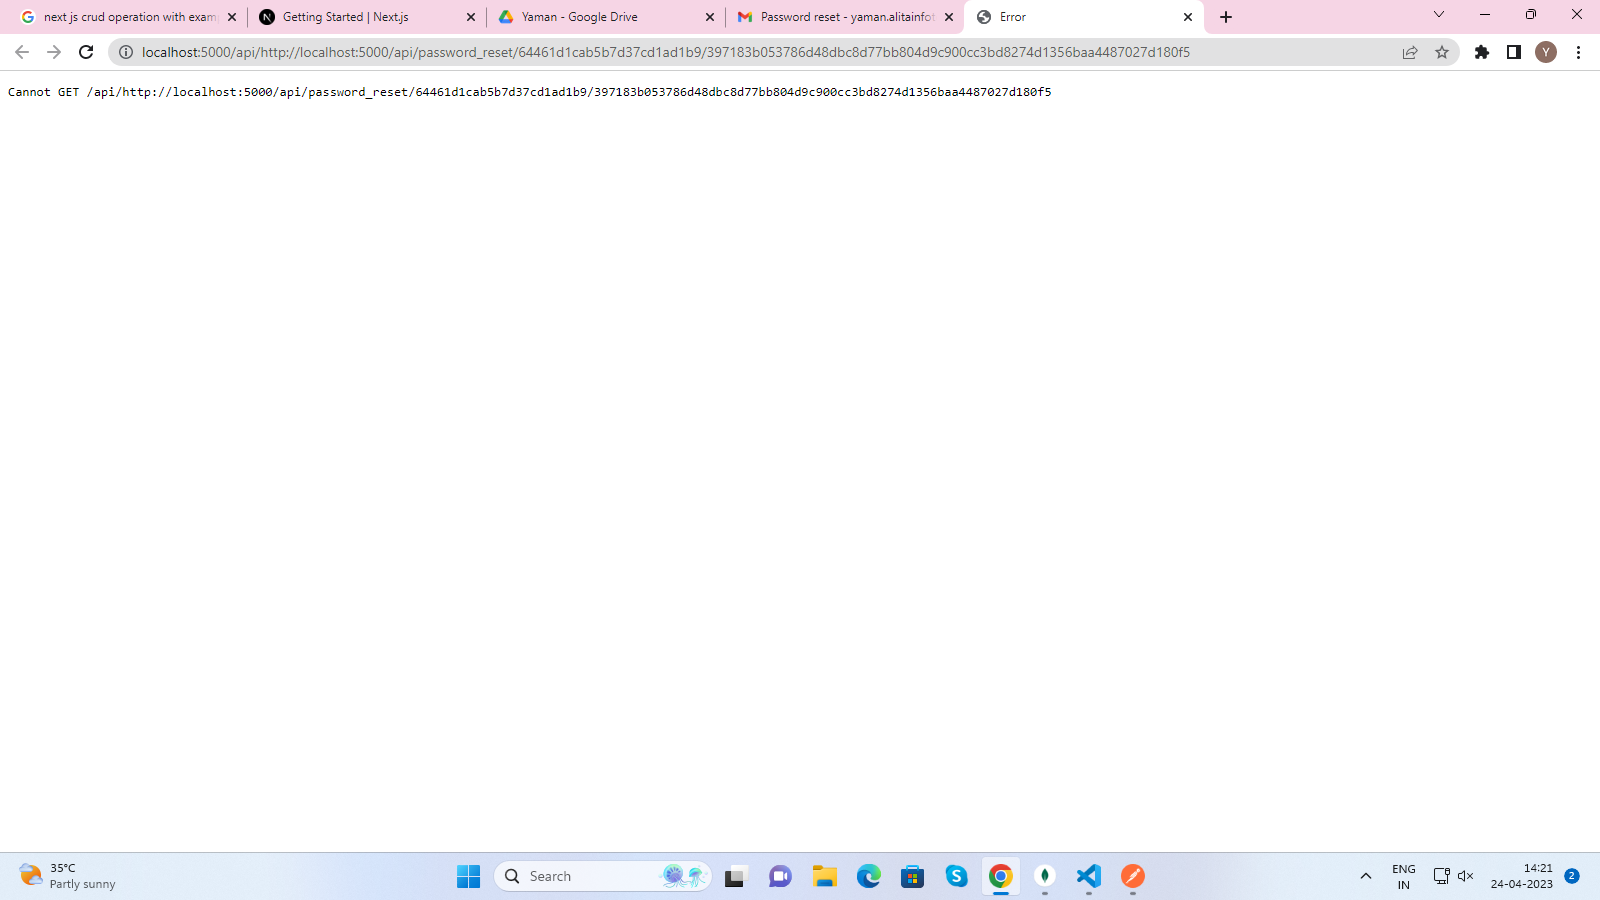 next js crud operation with exam
Getting Started | Next.js
Yaman - Google Drive
Password reset - yaman.alitainfot
Error
localhost:5000/api/http://localhost:5000/api/password_reset/64461d1cab5b7d37cd1ad1b9/397183b053786d48dbc8d77bb804d9c900cc3bd8274d1356baa4487027d180f5
Y
Cannot GET /api/http://localhost:5000/api/password_reset/64461d1cab5b7d37cd1ad1b9/397183b053786d48dbc8d77bb804d9c900cc3bd8274d1356baa4487027d180f5
35°C
Partly sunny
Search
ENG
IN
14:21
24-04-2023
2